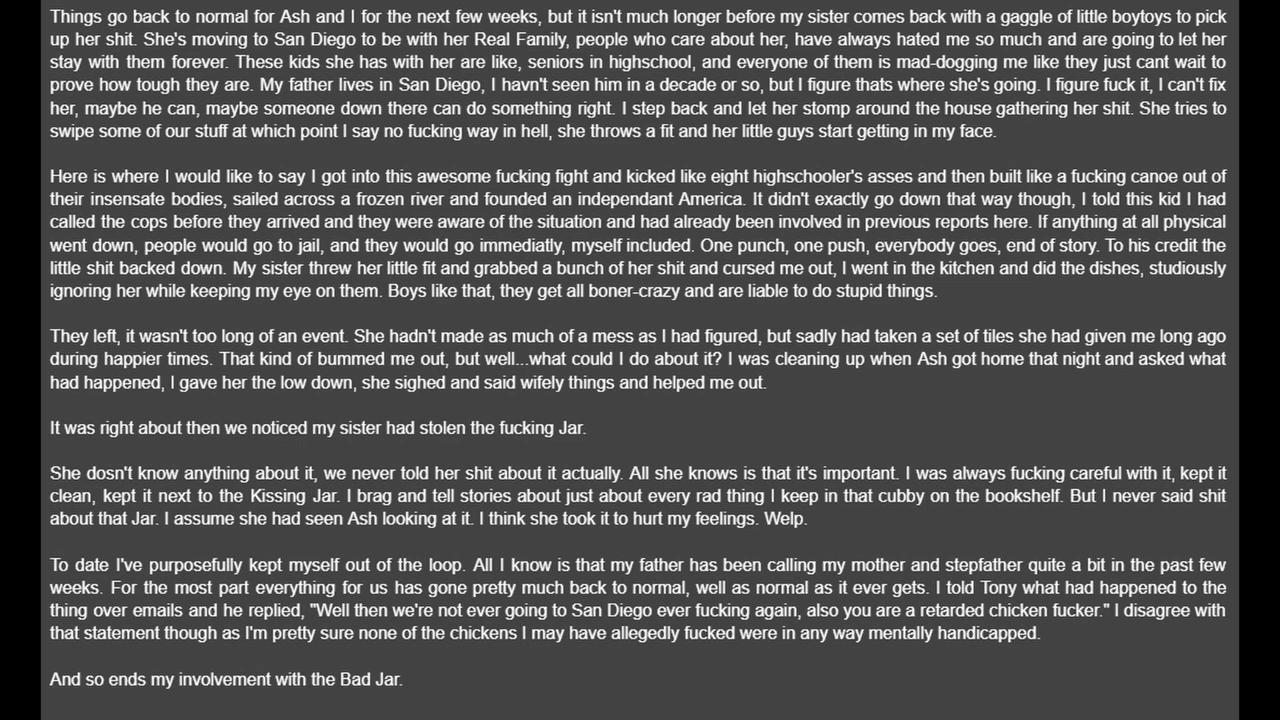 Things go back to normal for Ash and I for the next few weeks, but it isn't much longer before my sister comes back with a gaggle of little boytoys to pick
up her shit. She's moving to San Diego to be with her Real Family, people who care about her, have always hated me so much and are going to let her
stay with them forever. These kids she has with her are like, seniors in highschool, and everyone of them is mad-dogging me like they just cant wait to
prove how tough they are. My father lives in San Diego, I havn't seen him in a decade or so, but I figure thats where she's going. I figure fuck it, I can't fix
her, maybe he can, maybe someone down there can do something right. I step back and let her stomp around the house gathering her shit. She tries to
swipe some of our stuff at which point I say no fucking way in hell, she throws a fit and her little guys start getting in my face.

Here is where I would like to say I got into this awesome fucking fight and kicked like eight highschooler's asses and then built like a fucking canoe out of
their insensate bodies, sailed across a frozen river and founded an independant America. It didn't exactly go down that way though, I told this kid I had
called the cops before they arrived and they were aware of the situation and had already been involved in previous reports here. If anything at all physical
went down, people would go to jail, and they would go immediatly, myself included. One punch, one push, everybody goes, end of story. To his credit the
little shit backed down. My sister threw her little fit and grabbed a bunch of her shit and cursed me out, I went in the kitchen and did the dishes, studiously
ignoring her while keeping my eye on them. Boys like that, they get all boner-crazy and are liable to do stupid things.

They left, it wasn't too long of an event. She hadn't made as much of a mess as I had figured, but sadly had taken a set of tiles she had given me long ago
during happier times. That kind of bummed me out, but well...what could I do about it? I was cleaning up when Ash got home that night and asked what
had happened, I gave her the low down, she sighed and said wifely things and helped me out.

It was right about then we noticed my sister had stolen the fucking Jar.

She dosn't know anything about it, we never told her shit about it actually. All she knows is that it's important. I was always fucking careful with it, kept it
clean, kept it next to the Kissing Jar. I brag and tell stories about just about every rad thing I keep in that cubby on the bookshelf. But I never said shit
about that Jar. I assume she had seen Ash looking at it. I think she took it to hurt my feelings. Welp.

To date I've purposefully kept myself out of the loop. All I know is that my father has been calling my mother and stepfather quite a bit in the past few
weeks. For the most part everything for us has gone pretty much back to normal, well as normal as it ever gets. I told Tony what had happened to the
thing over emails and he replied, "Well then we're not ever going to San Diego ever fucking again, also you are a retarded chicken fucker." I disagree with
that statement though as I'm pretty sure none of the chickens I may have allegedly fucked were in any way mentally handicapped.

And so ends my involvement with the Bad Jar.